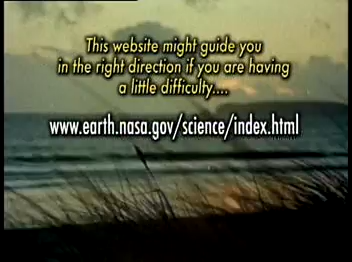 This website might guide you
in the right direction if you are having
a little difficulty....
www.earth.nasa.gov/science/index.html